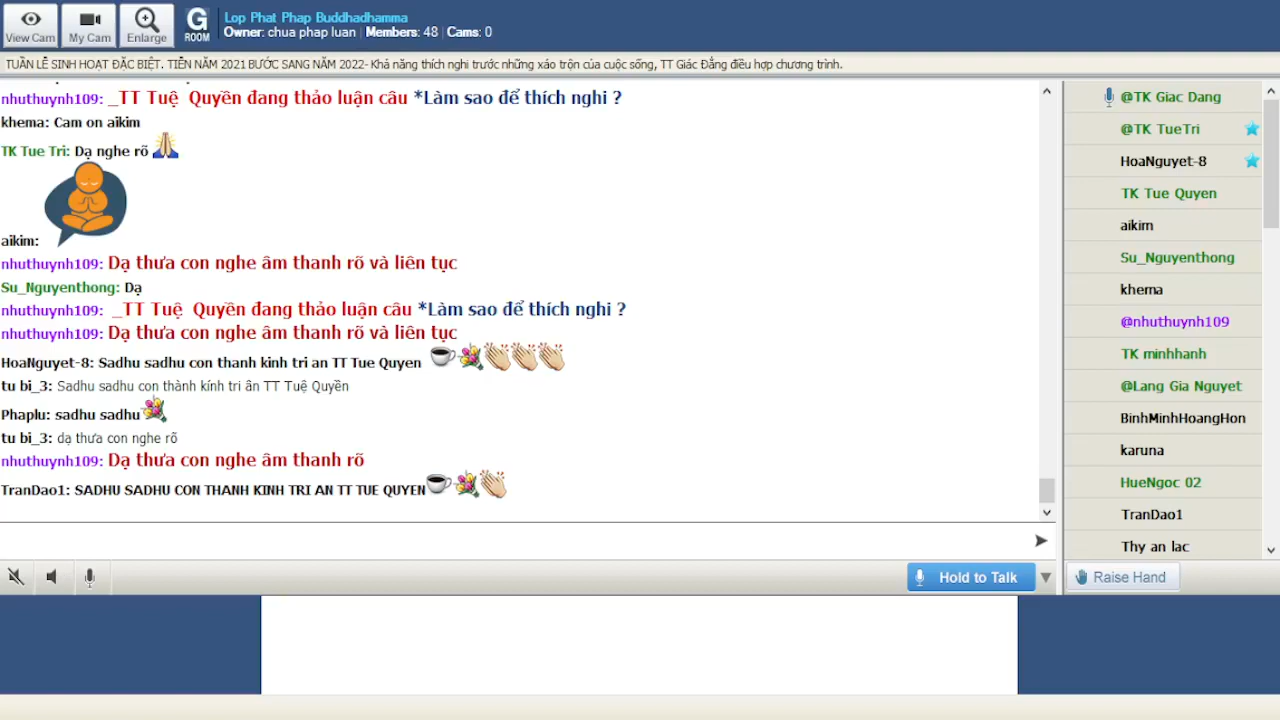 View Cam
My Cam
Enlarge
G
ROOM
Lop Phat Phap Buddhadhamma
Owner: chua phap luan | Members: 48 | Cams: 0
TUẦN LỄ SINH HOẠT ĐẶC BIỆT. TIỄN NĂM 2021 BƯỚC SANG NĂM 2022- Khả năng thích nghi trước những xáo trộn của cuộc sống, TT Giác Đẳng điều hợp chương trình.
nhuthuynh109: _TT Tuệ Quyền đang thảo luận câu *Làm sao để thích nghi ?
khema: Cam on aikim
TK Tue Tri: Dạ nghe rõ
aikim:
nhuthuynh109: Dạ thưa con nghe âm thanh rõ và liên tục
Su_Nguyenthong: Dạ
nhuthuynh109: _TT Tuệ Quyền đang thảo luận câu *Làm sao để thích nghi ?
nhuthuynh109: Dạ thưa con nghe âm thanh rõ và liên tục
HoaNguyet-8: Sadhu sadhu con thanh kinh tri an TT Tue Quyen
tu bi_3: Sadhu sadhu con thành kính tri ân TT Tuệ Quyền
Phaplu: sadhu sadhu
tu bi_3: dạ thưa con nghe rõ
nhuthuynh109: Dạ thưa con nghe âm thanh rõ
TranDao1: SADHU SADHU CON THANH KINH TRI AN TT TUE QUYEN
@TK Giac Dang
@TK TueTri
HoaNguyet-8
TK Tue Quyen
aikim
Su_Nguyenthong
khema
@nhuthuynh109
TK minhhanh
@Lang Gia Nguyet
BinhMinhHoangHon
karuna
HueNgoc 02
TranDao1
Thy an lac
Hold to Talk
Raise Hand